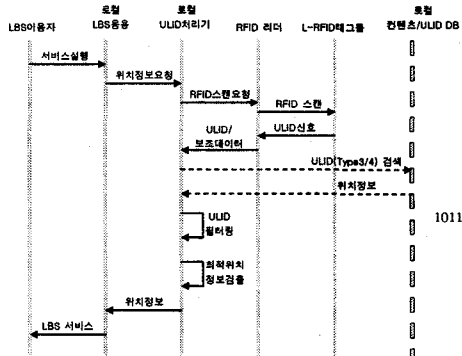 LBS이용자
로컬
LBS응용
로컬
ULID처리기
RFID 리더
L-RFID태그들
로컬
컨텐츠/ULID DB
서비스실행
위치정보요청
RFID스캔요청
RFID 스캔
ULID신호
ULID/
보조데이터
ULID(Type3/4) 검색
위치정보
ULID
필터링
최적위치
정보검출
위치정보
LBS 서비스
1011